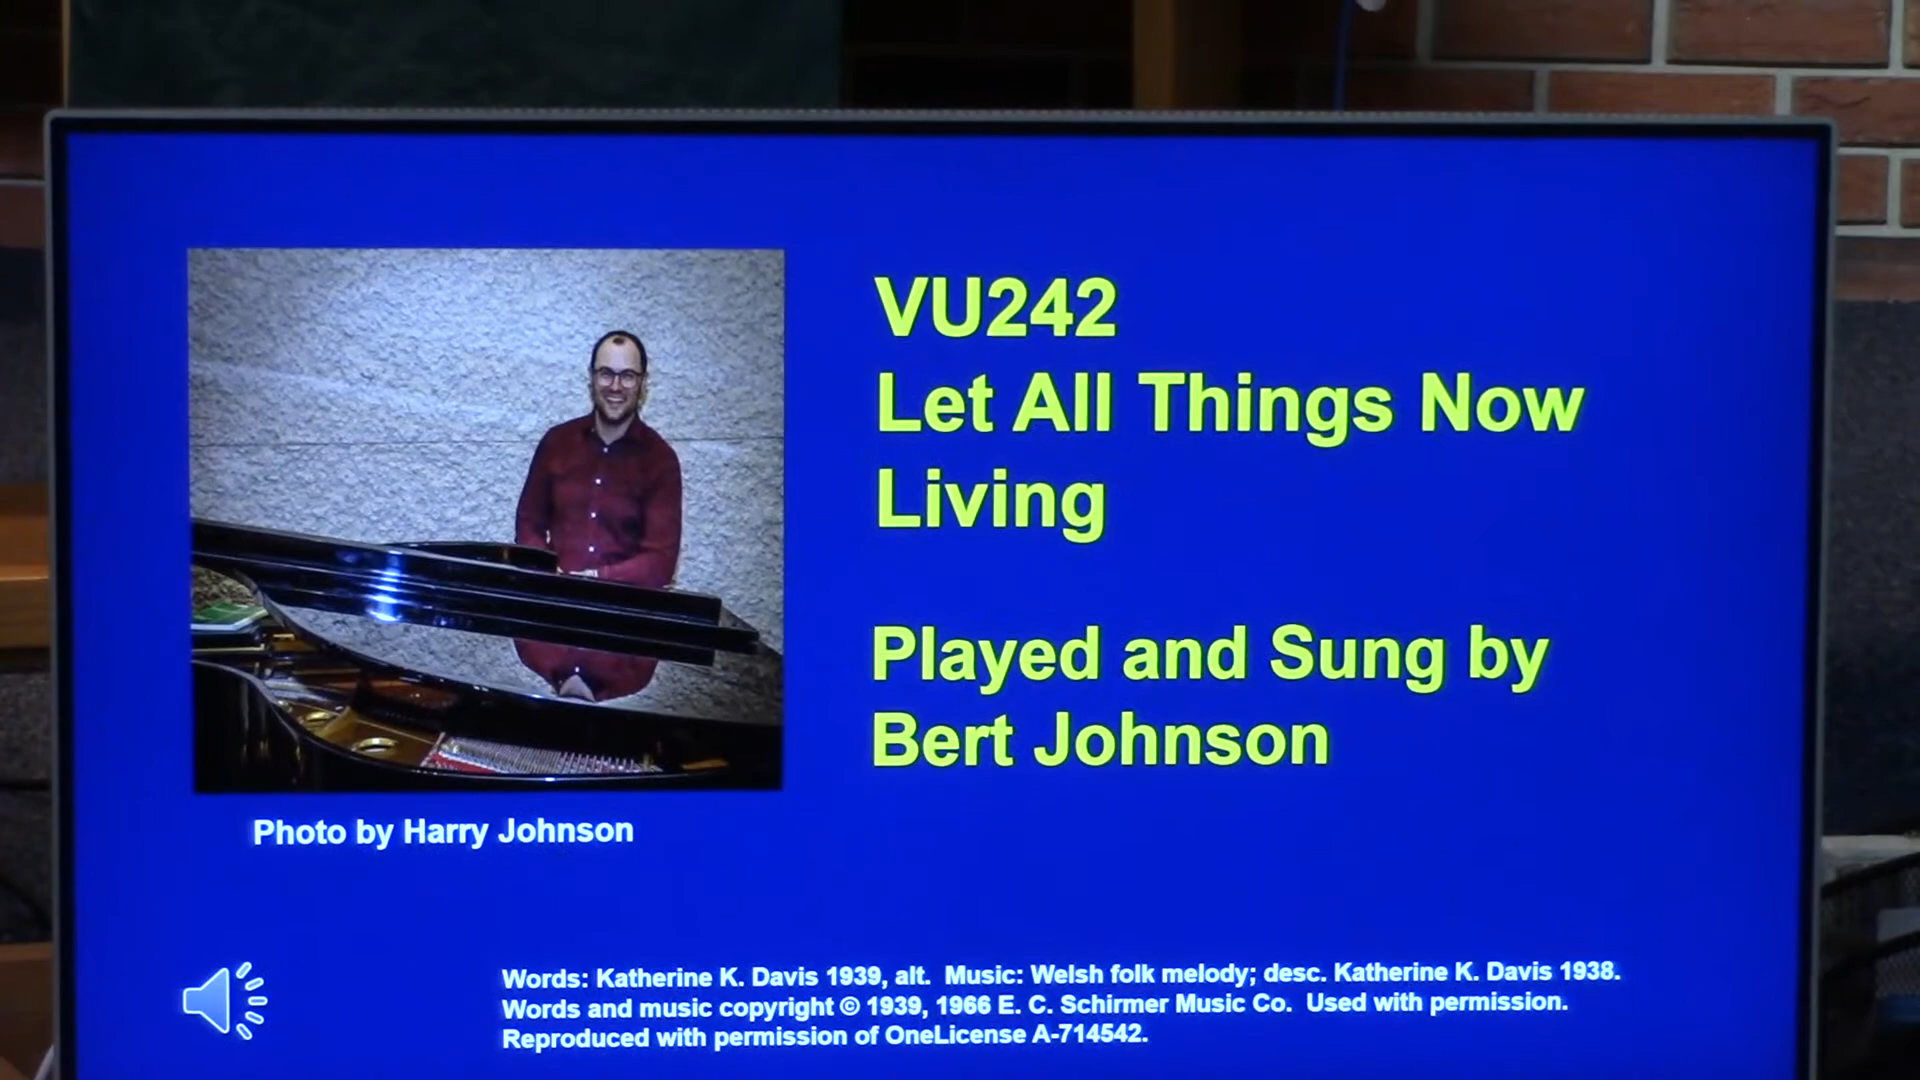 VU242
Let All Things Now
Living
Played and Sung by
Bert Johnson
Photo by Harry Johnson
Words: Katherine K. Davis 1939, alt.  Music: Welsh folk melody; desc. Katherine K. Davis 1938.
Words and music copyright © 1939, 1966 E. C. Schirmer Music Co.  Used with permission.
Reproduced with permission of OneLicense A-714542.